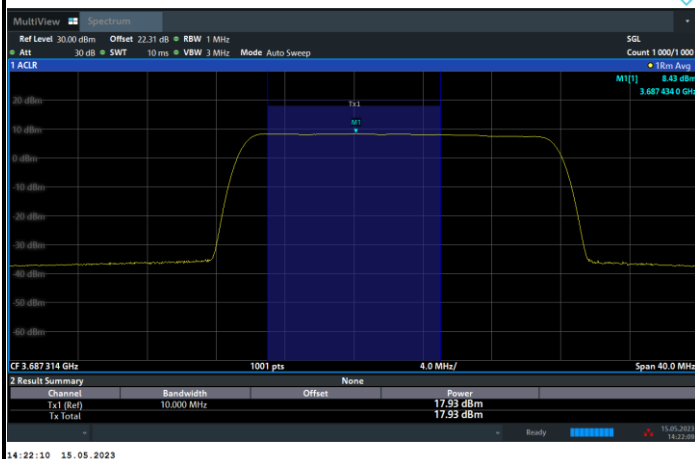 MultiView Spectrum
Ref Level 30.00 dBm Offset 22.31 dB RBW 1 MHz SGL
Att 30 dB SWT 10 ms VBW 3 MHz Mode Auto Sweep Count 1 000/1 000
1 ACLR 1Rm Avg
M1[1] 8.43 dBm
3.687 434 0 GHz
20 dBm
Tx1
M1
10 dBm
0 dBm
-10 dBm
-20 dBm
-30 dBm
-40 dBm
-50 dBm
-60 dBm
CF 3.687 314 GHz 1001 pts 4.0 MHz/ Span 40.0 MHz
2 Result Summary None
Channel Bandwidth Offset Power
Tx1 (Ref) 10.000 MHz 17.93 dBm
Tx Total 17.93 dBm
Ready 15.05.2023
14:22:09
14:22:10 15.05.2023